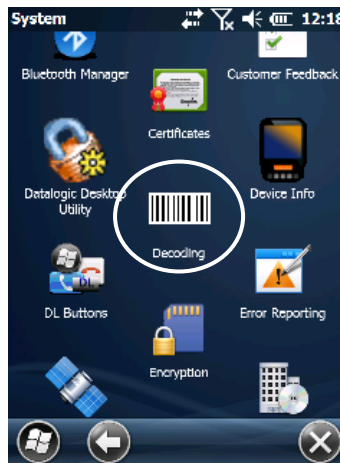 System 12:18
Bluetooth Manager
Customer Feedback
Certificates
Datalogic Desktop
Utility
Device Info
Decoding
DL Buttons
DL
Error Reporting
Encryption